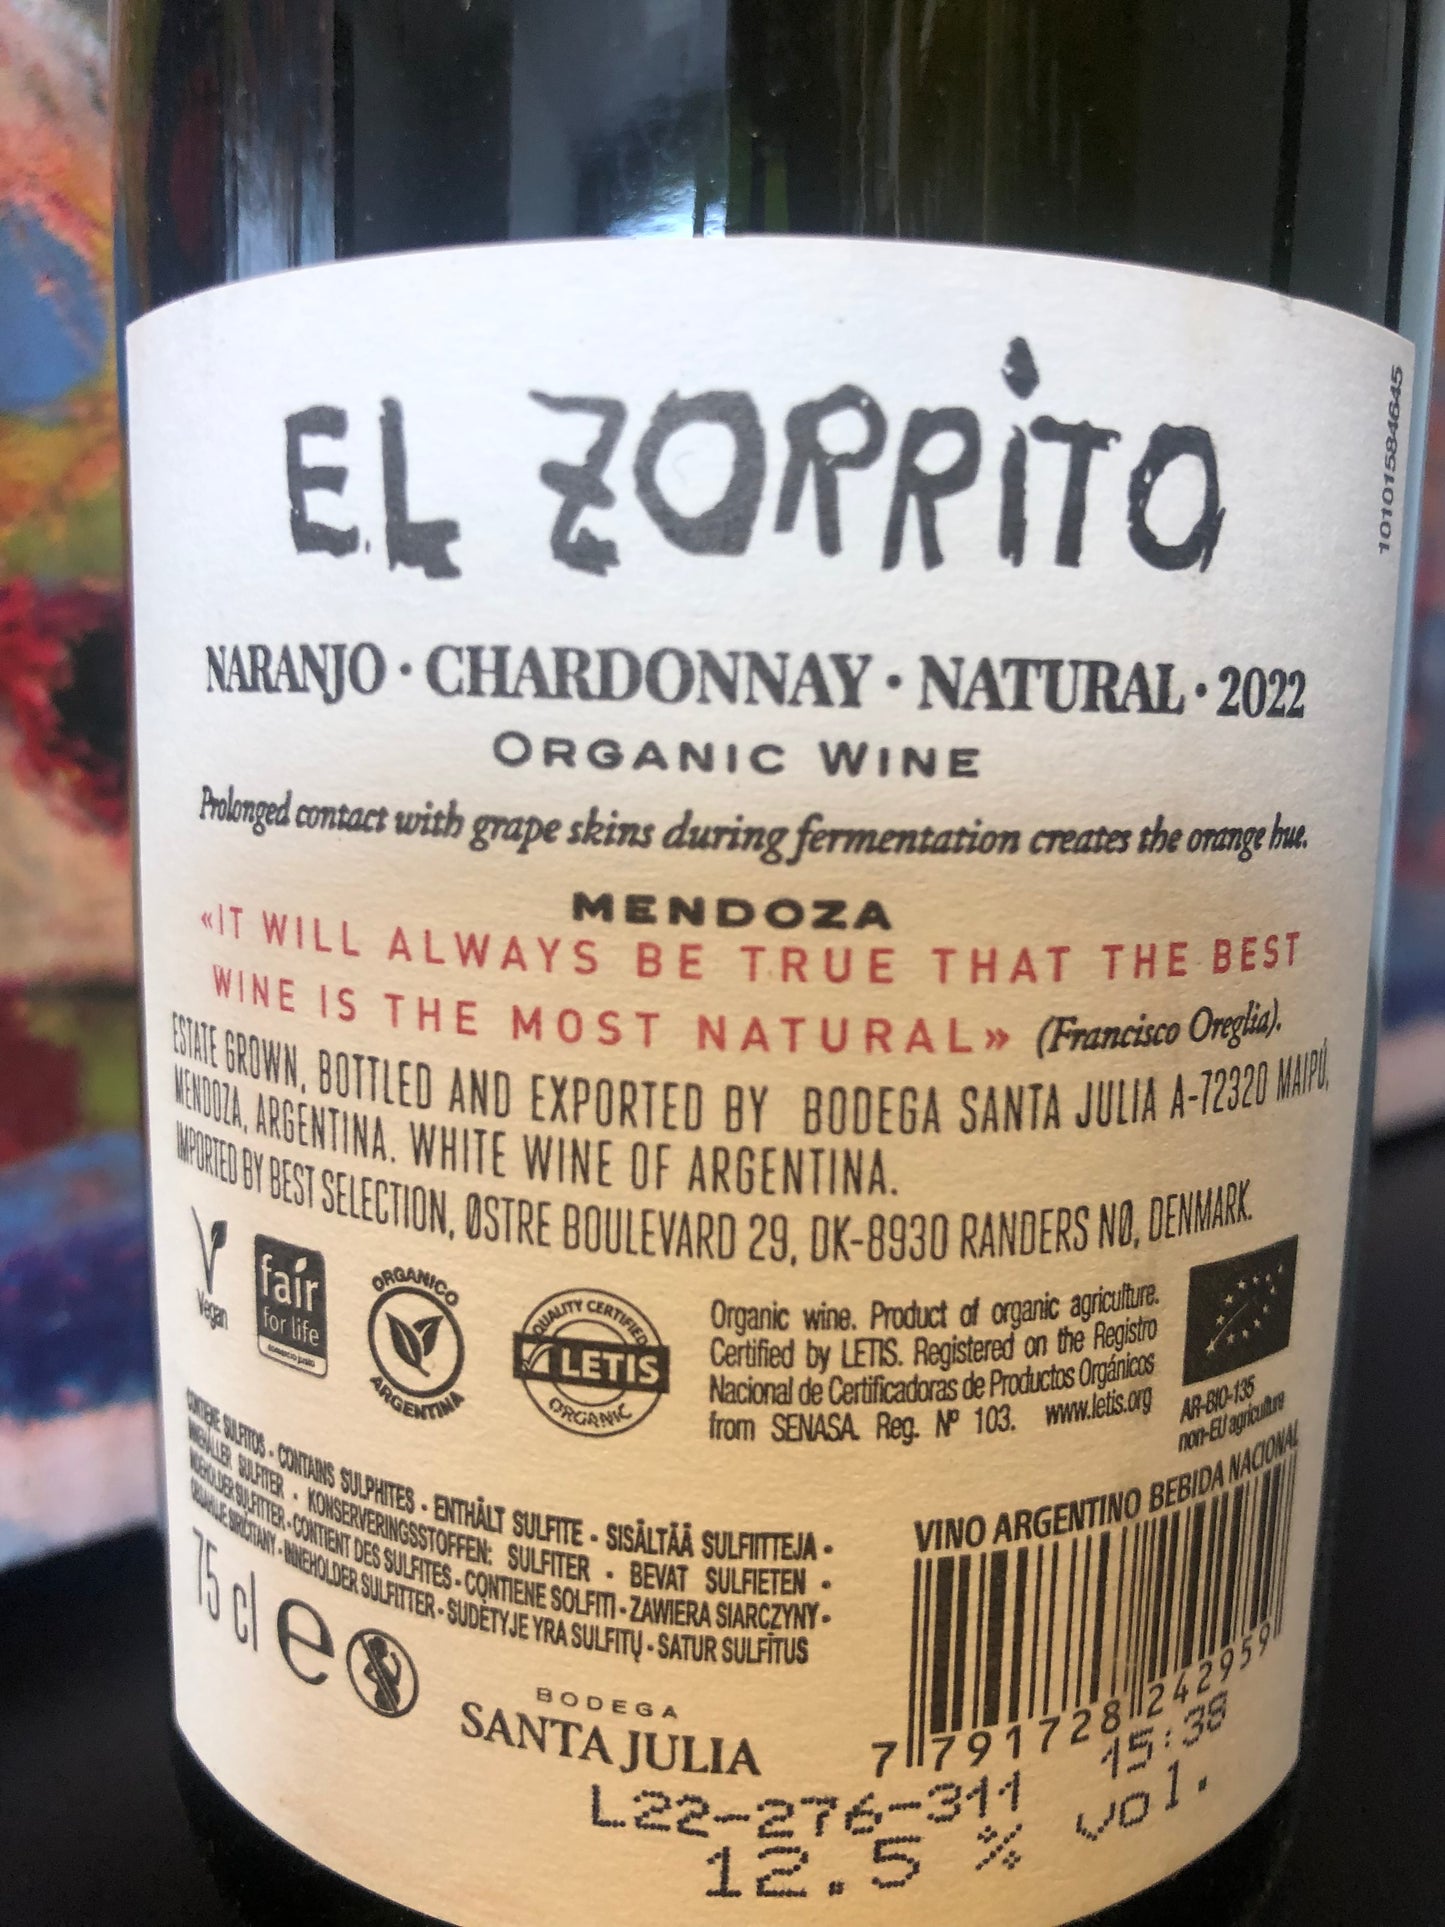 EL ZORRITO
10101584645
NARANJO · CHARDONNAY · NATURAL · 2022
ORGANIC WINE
Prolonged contact with grape skins during fermentation creates the orange hue.
MENDOZA
«IT WILL ALWAYS BE TRUE THAT THE BEST
WINE IS THE MOST NATURAL» (Francisco Oreglia).
ESTATE GROWN, BOTTLED AND EXPORTED BY BODEGA SANTA JULIA A-72320 MAIPÚ,
MENDOZA, ARGENTINA. WHITE WINE OF ARGENTINA.
IMPORTED BY BEST SELECTION, ØSTRE BOULEVARD 29, DK-8930 RANDERS NØ, DENMARK.
Vegan
fair
for life
comercio justo
ORGANICO
ARGENTINA
QUALITY CERTIFIED
LETIS
ORGANIC
Organic wine. Product of organic agriculture.
Certified by LETIS. Registered on the Registro
Nacional de Certificadoras de Productos Orgánicos
from SENASA. Reg. Nº 103. www.letis.org
AR-BIO-135
non-EU agriculture
CONTIENE SULFITOS - CONTAINS SULPHITES - ENTHÄLT SULFITE - SISÄLTÄÄ SULFIITTEJA -
INNEHÅLLER SULFITER - KONSERVERINGSSTOFFEN: SULFITER - BEVAT SULFIETEN -
INDEHOLDER SULFITTER - CONTIENT DES SULFITES - CONTIENE SOLFITI - ZAWIERA SIARCZYNY -
OBSAHUJE SIRIČITANY - INNEHOLDER SULFITTER - SUDĖTYJE YRA SULFITŲ - SATUR SULFĪTUS
VINO ARGENTINO BEBIDA NACIONAL
75 cl e
BODEGA
SANTA JULIA
7 791728 242959
L22-276-311 15:38
12.5 % vol.